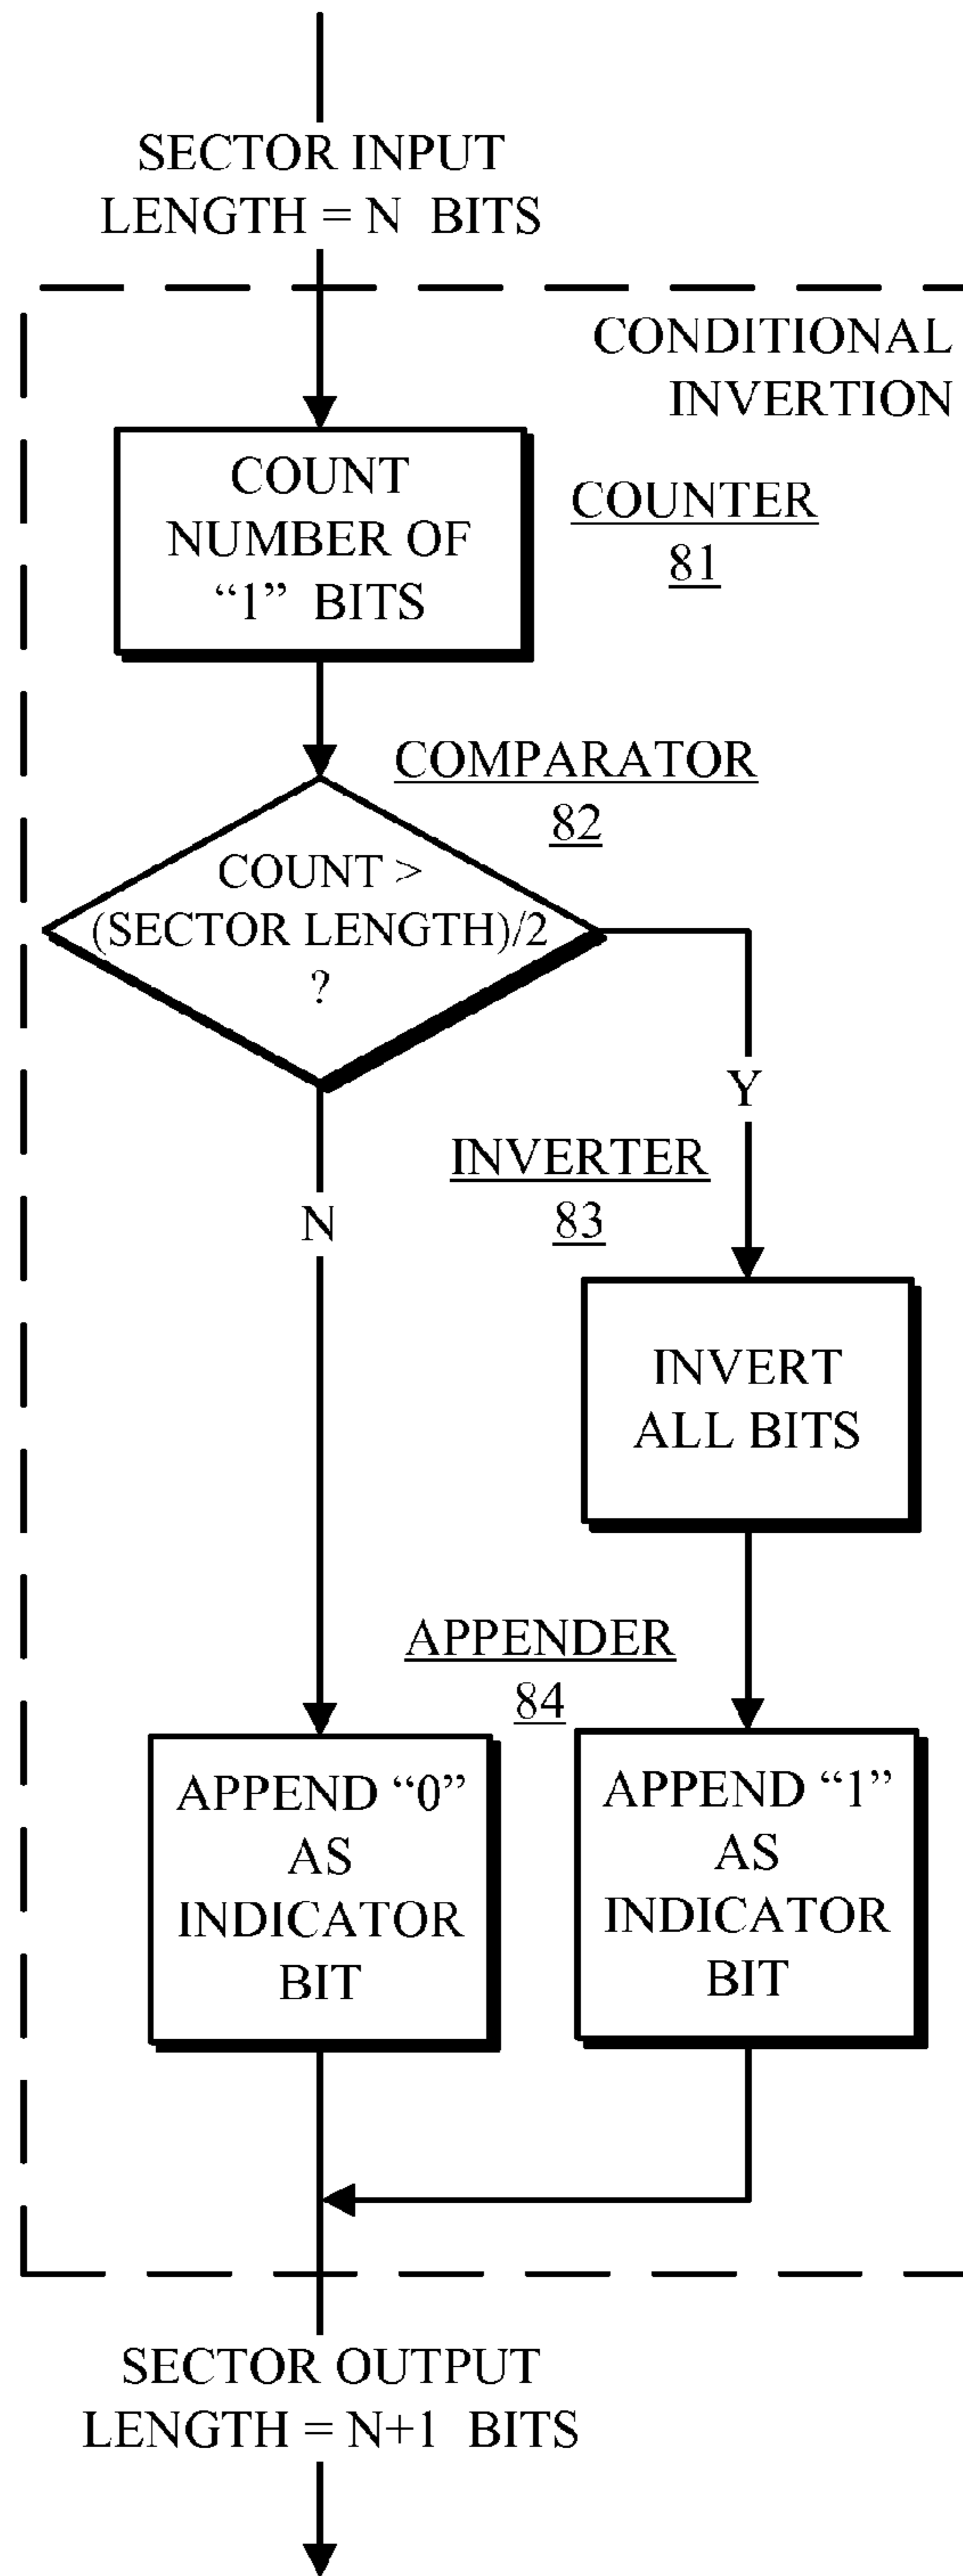 SECTOR INPUT
LENGTH = N BITS
CONDITIONAL
INVERTION
COUNT
NUMBER OF
“1” BITS
COUNTER
81
COMPARATOR
82
COUNT >
(SECTOR LENGTH)/2
?
Y
INVERTER
83
N
INVERT
ALL BITS
APPENDER
84
APPEND “0”
AS
INDICATOR
BIT
APPEND “1”
AS
INDICATOR
BIT
SECTOR OUTPUT
LENGTH = N+1 BITS